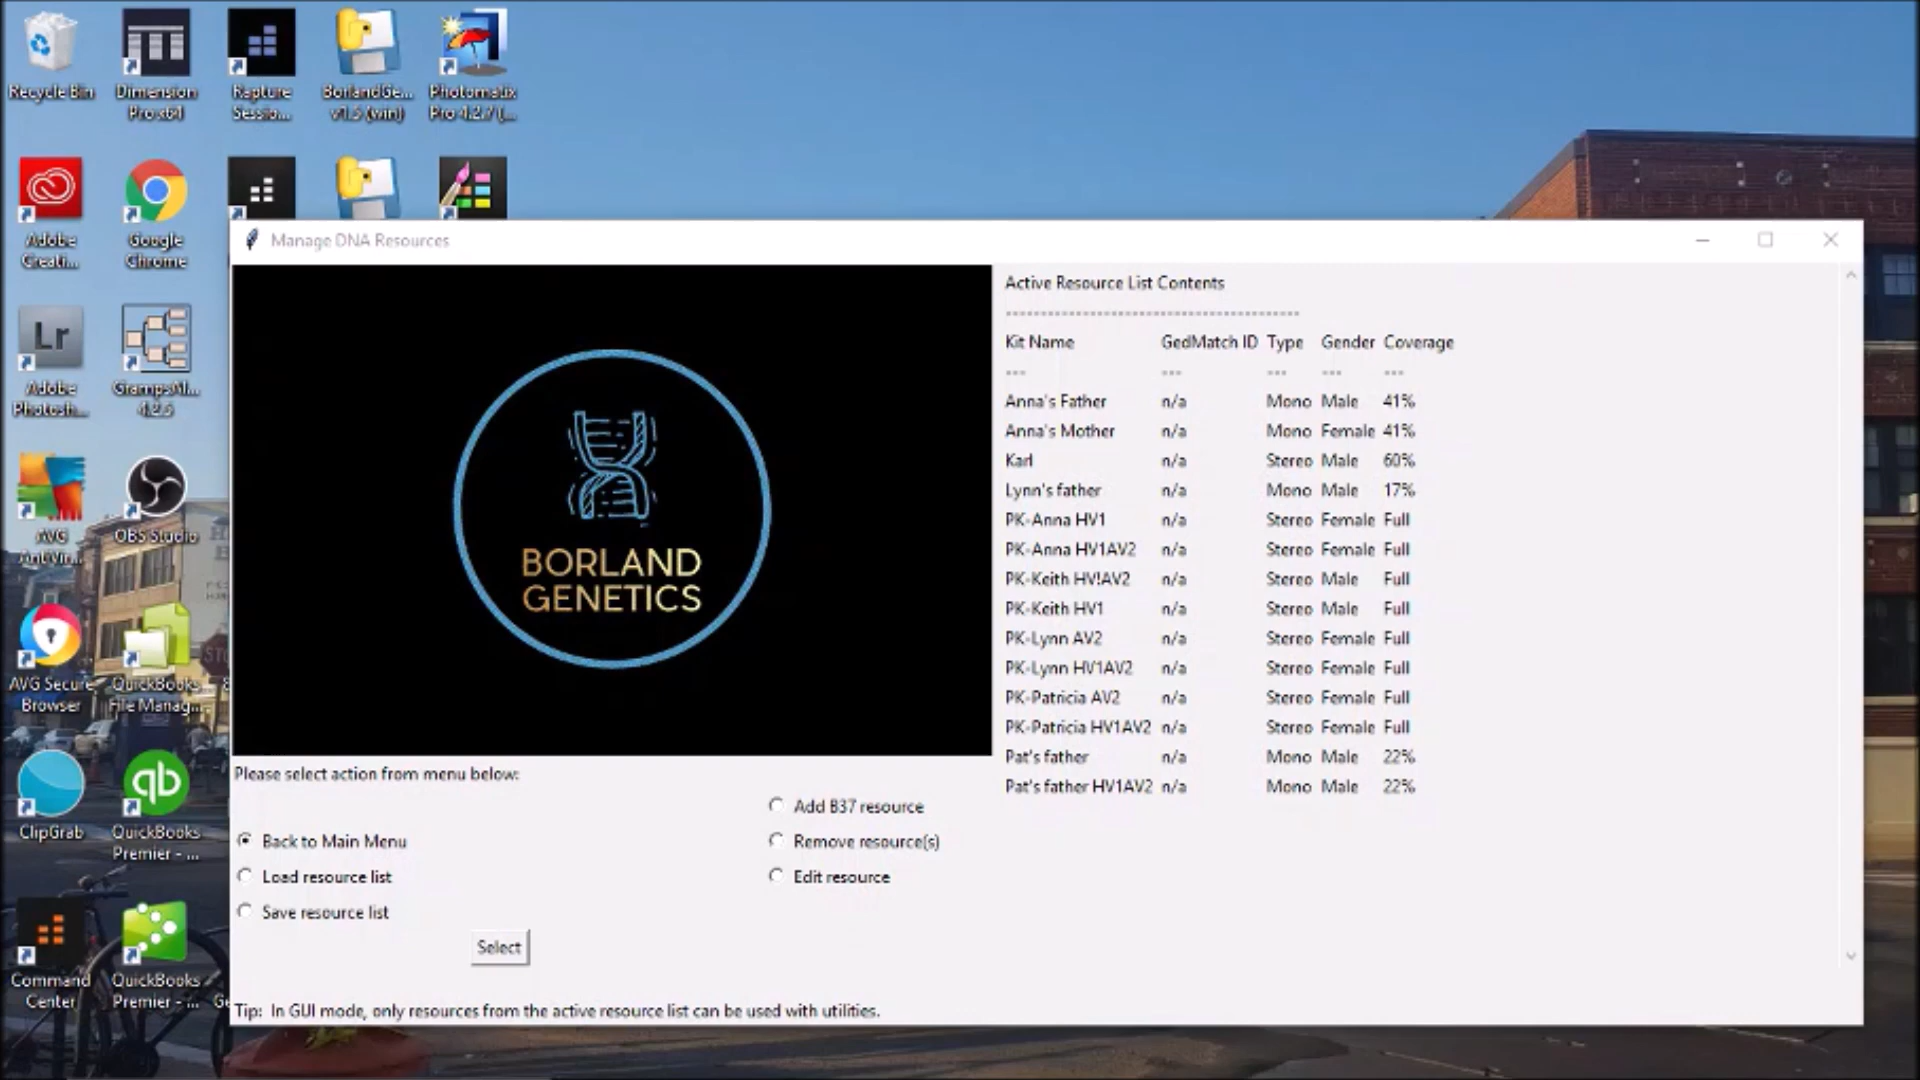 Recycle Bin
Dimension
Pro x64
Rapture
Sessio...
BorlandGe...
v1.5 (win)
Photomatix
Pro 4.2.7 (...
Adobe
Creati...
Google
Chrome
Lr
Adobe
Photosh...
GrampsAI...
4.2.5
AVG
AntiVir...
OBS Studio
AVG Secure
Browser
QuickBooks
File Manag...
ClipGrab
qb
QuickBooks
Premier - ...
Command
Center
QuickBooks
Premier - ...
Manage DNA Resources
BORLAND
GENETICS
Please select action from menu below:
Back to Main Menu
Load resource list
Save resource list
Add B37 resource
Remove resource(s)
Edit resource
Select
Tip: In GUI mode, only resources from the active resource list can be used with utilities.
Active Resource List Contents
------------------------------------------
Kit Name GedMatch ID Type Gender Coverage
--- --- --- --- ---
Anna's Father n/a Mono Male 41%
Anna's Mother n/a Mono Female 41%
Karl n/a Stereo Male 60%
Lynn's father n/a Mono Male 17%
PK-Anna HV1 n/a Stereo Female Full
PK-Anna HV1AV2 n/a Stereo Female Full
PK-Keith HV!AV2 n/a Stereo Male Full
PK-Keith HV1 n/a Stereo Male Full
PK-Lynn AV2 n/a Stereo Female Full
PK-Lynn HV1AV2 n/a Stereo Female Full
PK-Patricia AV2 n/a Stereo Female Full
PK-Patricia HV1AV2 n/a Stereo Female Full
Pat's father n/a Mono Male 22%
Pat's father HV1AV2 n/a Mono Male 22%